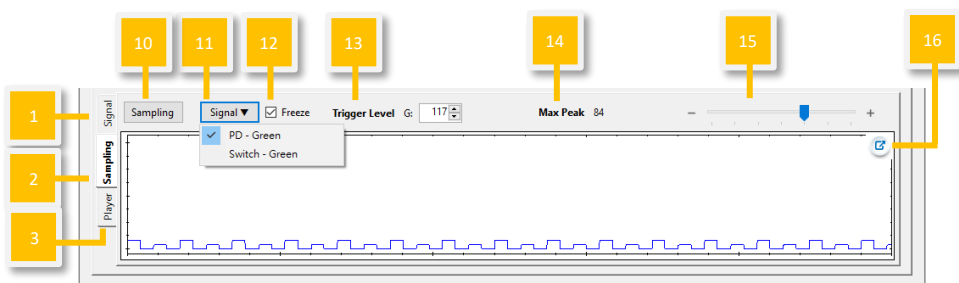 10
11
12
13
14
15
16
1
2
3
Signal
Sampling
Player
Sampling
Signal ▼
Freeze
Trigger Level G: 117
Max Peak 84
- +
✓ PD - Green
Switch - Green